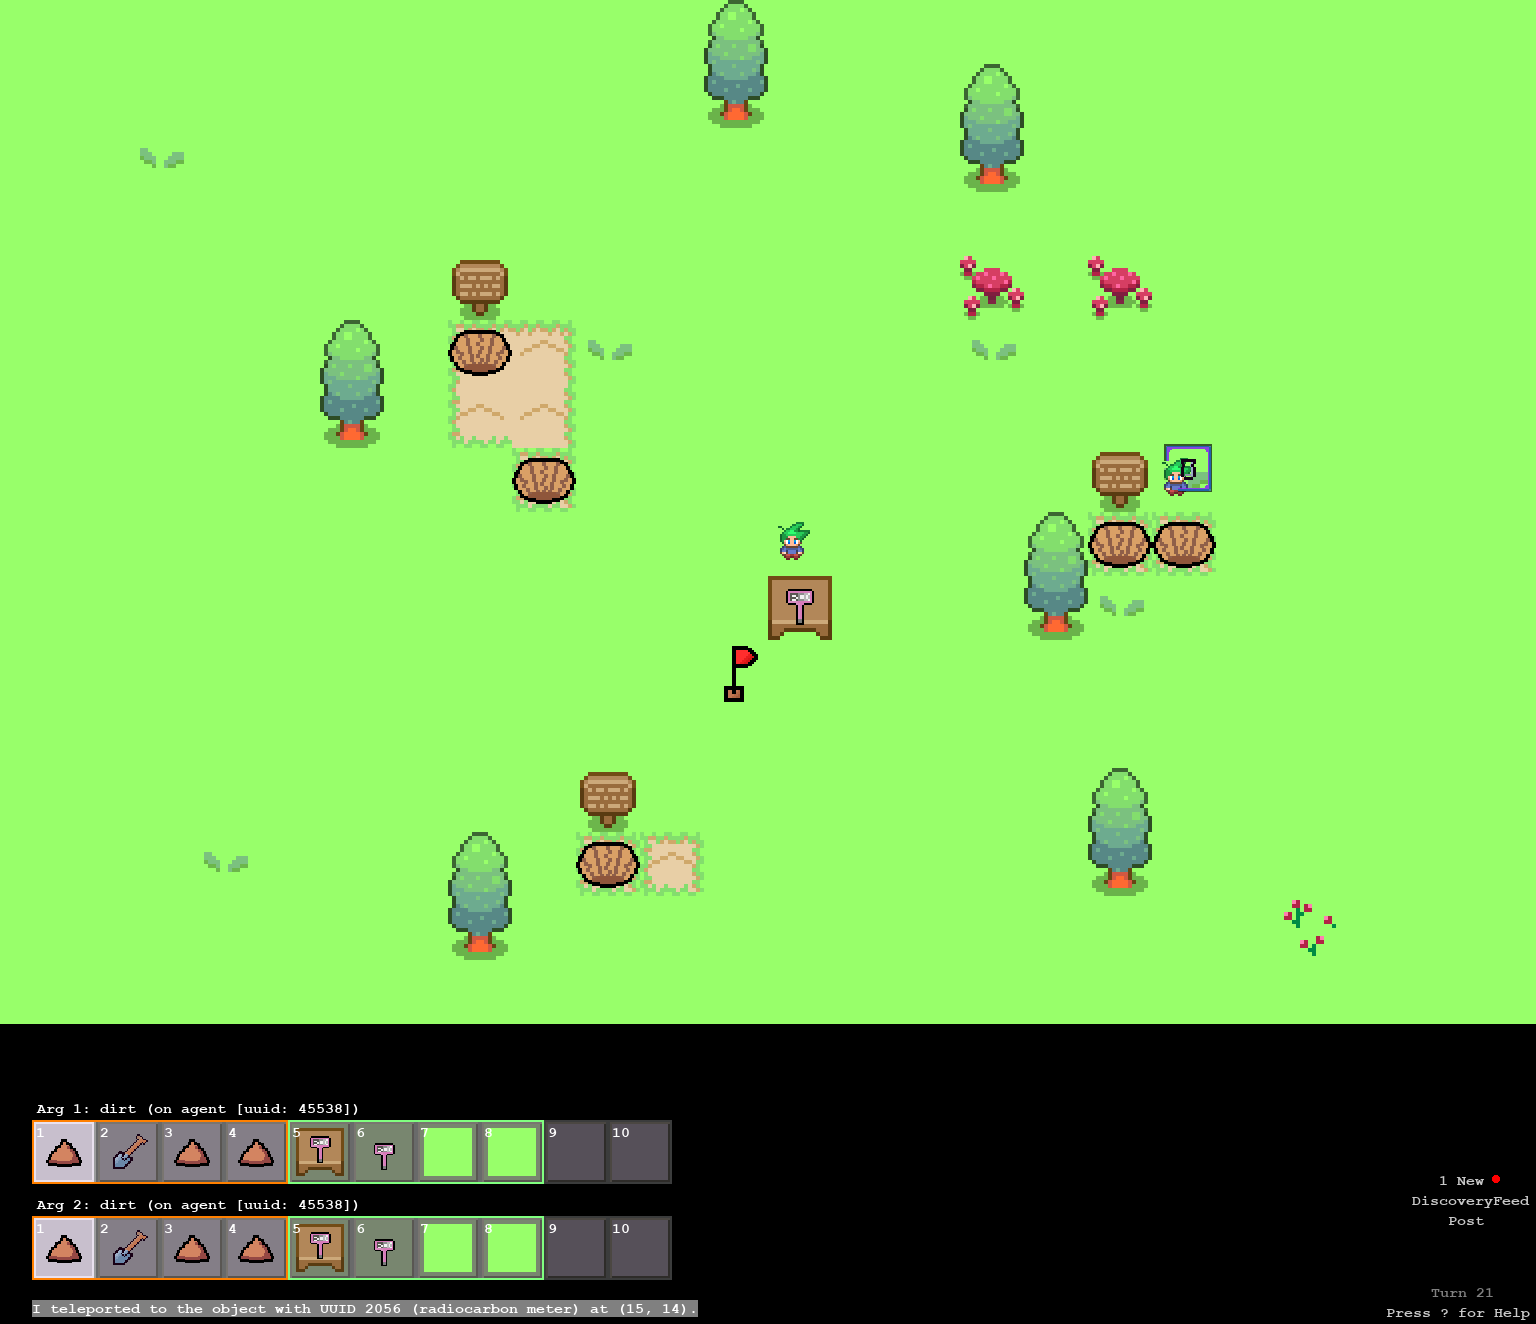 Arg 1: dirt (on agent [uuid: 45538])
1 2 3 4 5 6 7 8 9 10
Arg 2: dirt (on agent [uuid: 45538])
1 2 3 4 5 6 7 8 9 10
I teleported to the object with UUID 2056 (radiocarbon meter) at (15, 14).
1 New
DiscoveryFeed
Post
Turn 21
Press ? for Help